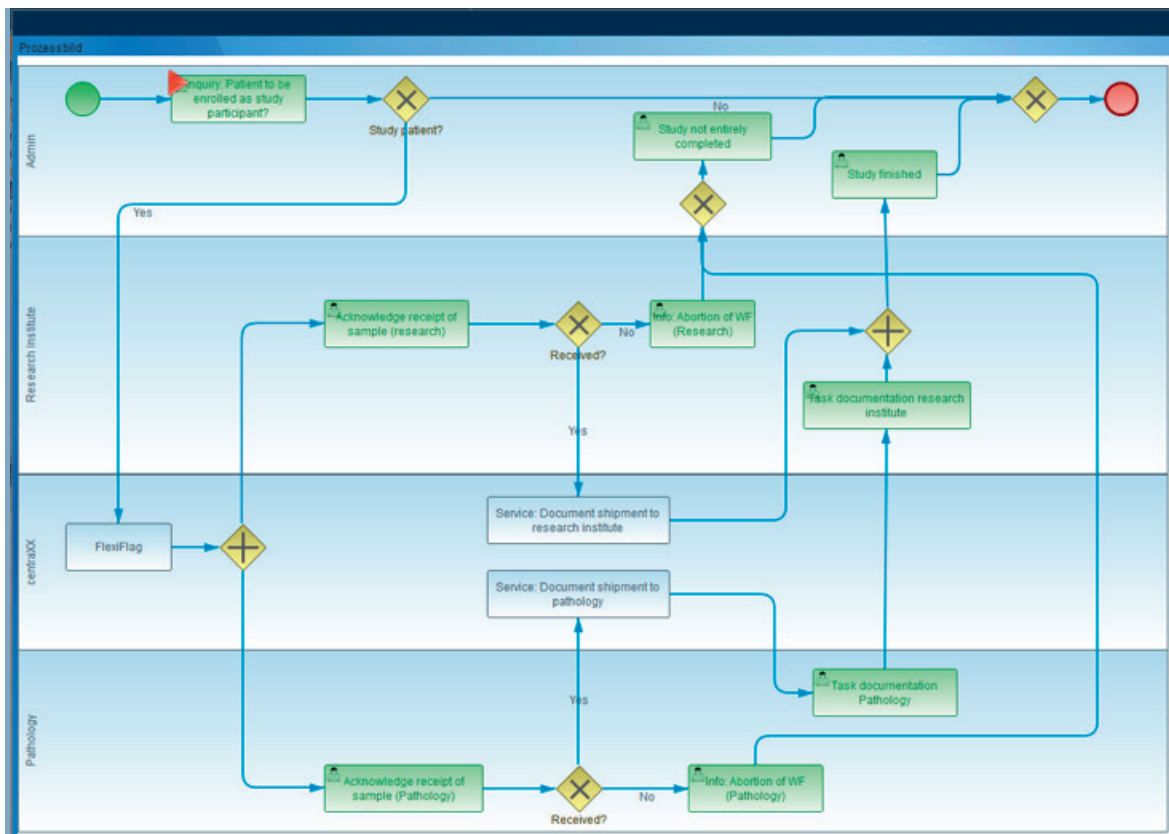 Prozessbild
Admin
Inquiry: Patient to be
enrolled as study
participant?
Study patient?
No
Study not entirely
completed
Study finished
Yes
Research Institute
Acknowledge receipt of
sample (research)
Received?
No
Info: Abortion of WF
(Research)
Task documentation research
institute
Yes
centraXX
FlexiFlag
Service: Document shipment to
research institute
Service: Document shipment to
pathology
Pathology
Yes
Task documentation
Pathology
Acknowledge receipt of
sample (Pathology)
Received?
No
Info: Abortion of WF
(Pathology)